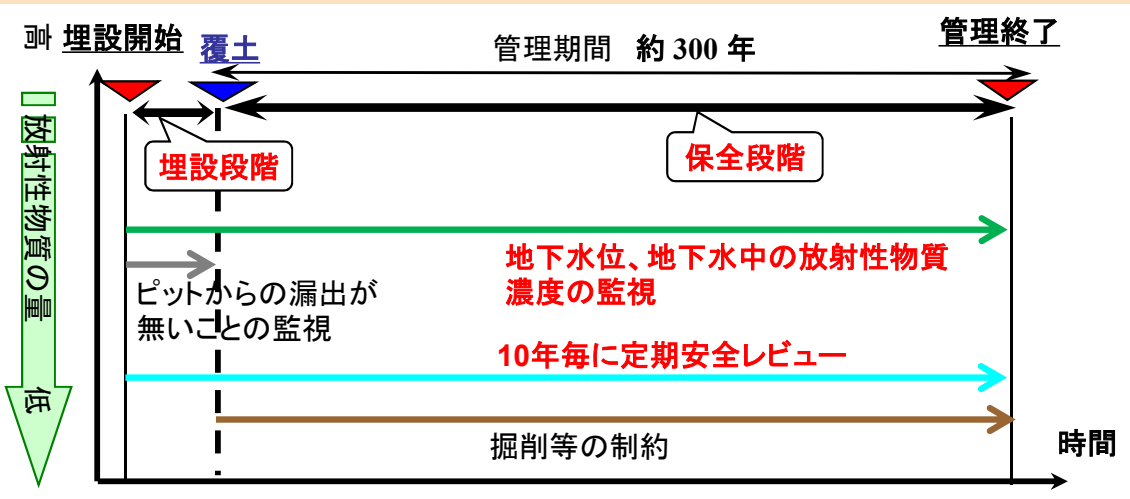 高
埋設開始
覆土
管理期間 約 300 年
管理終了
埋設段階
保全段階
放射性物質の量
地下水位、地下水中の放射性物質
濃度の監視
ピットからの漏出が
無いことの監視
10年毎に定期安全レビュー
低
掘削等の制約
時間